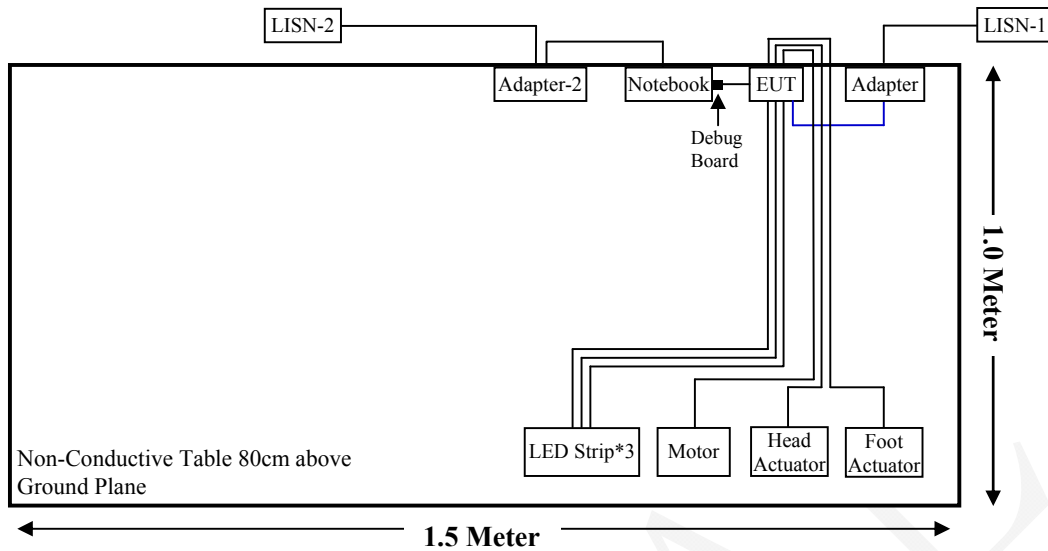 LISN-2
LISN-1
Adapter-2
Notebook
EUT
Adapter
Debug
Board
1.0 Meter
LED Strip*3
Motor
Head
Actuator
Foot
Actuator
Non-Conductive Table 80cm above
Ground Plane
1.5 Meter